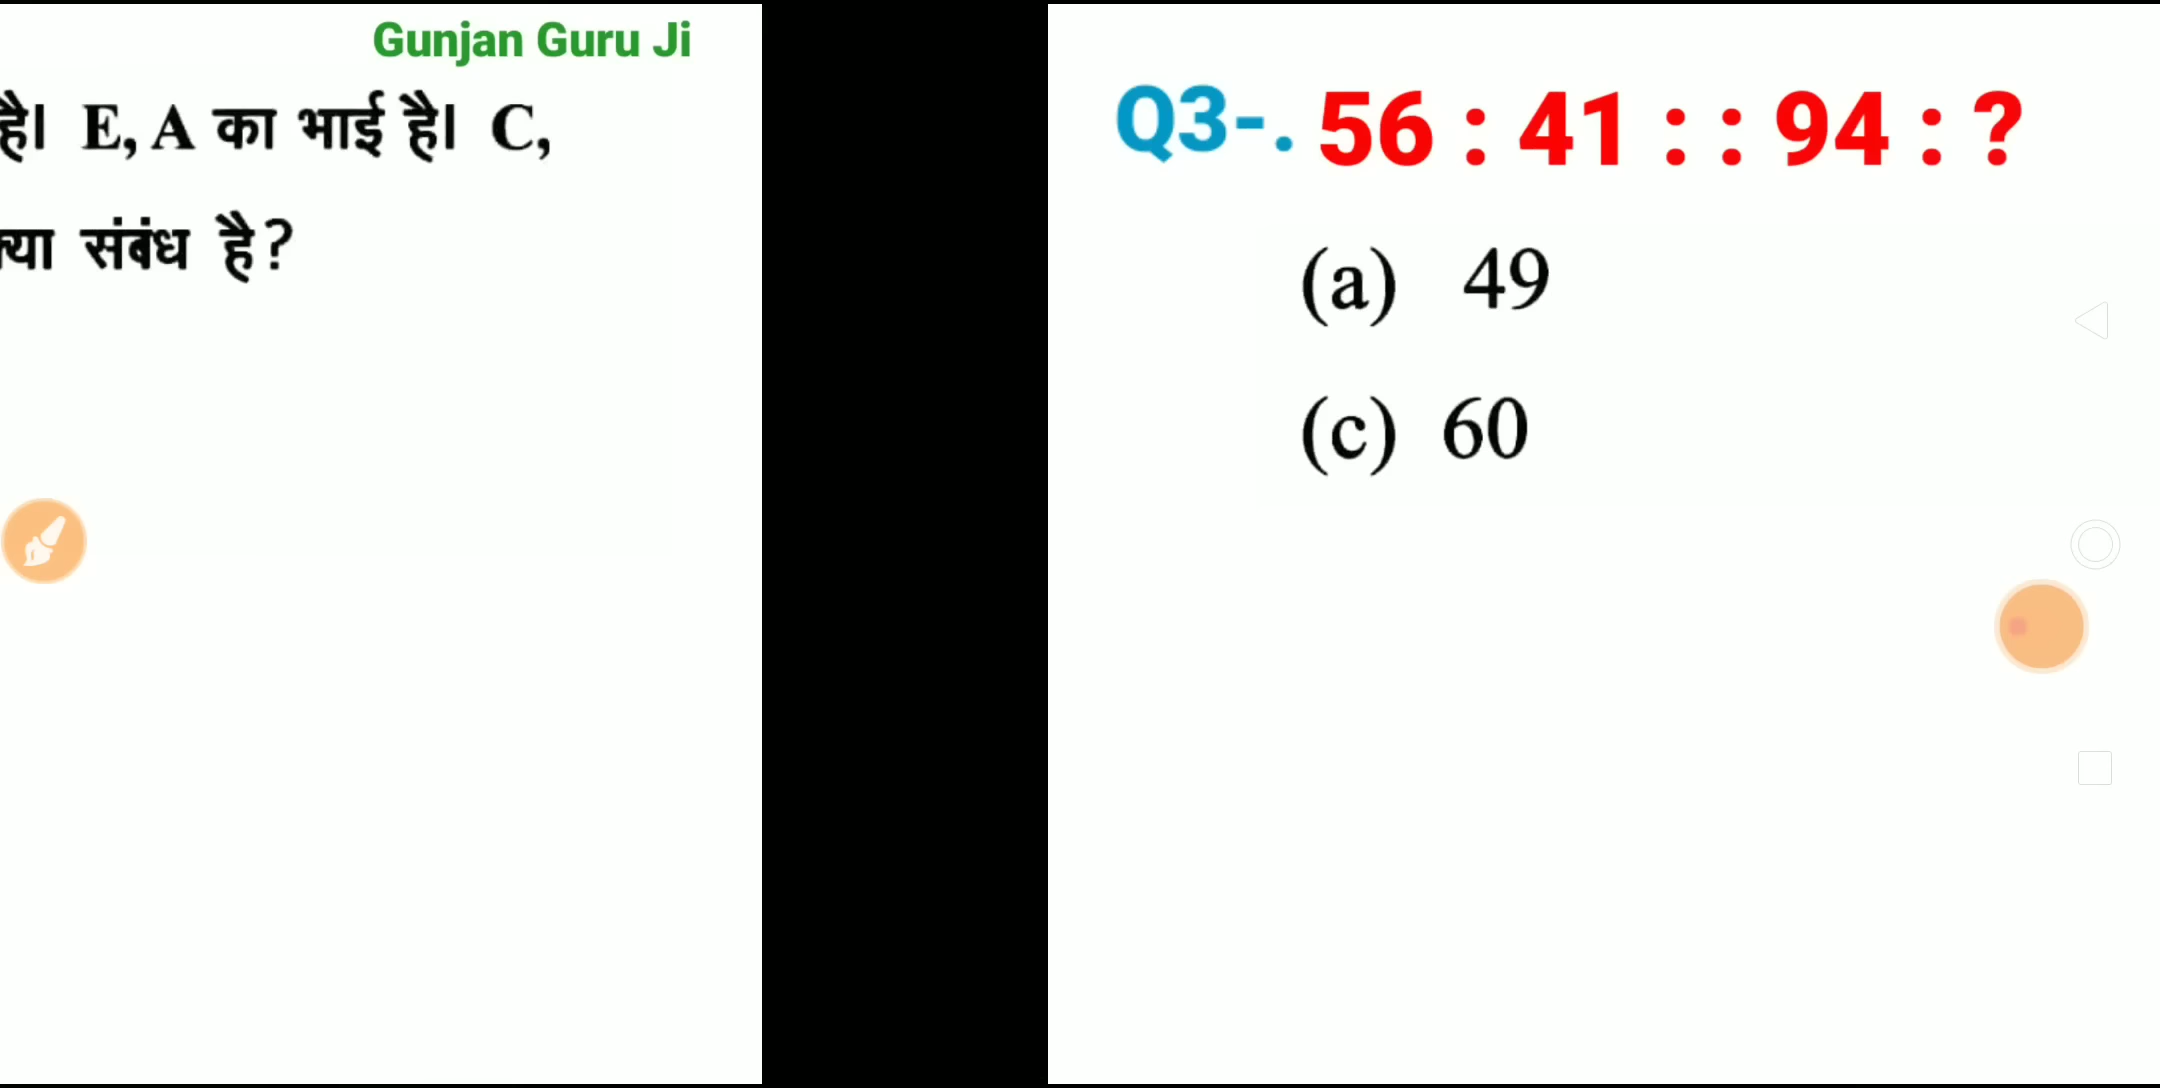 Gunjan Guru Ji
है। E, A का भाई है। C,
संबंध है?
Q3-. 56 : 41 : : 94 : ?
(a) 49
(c) 60